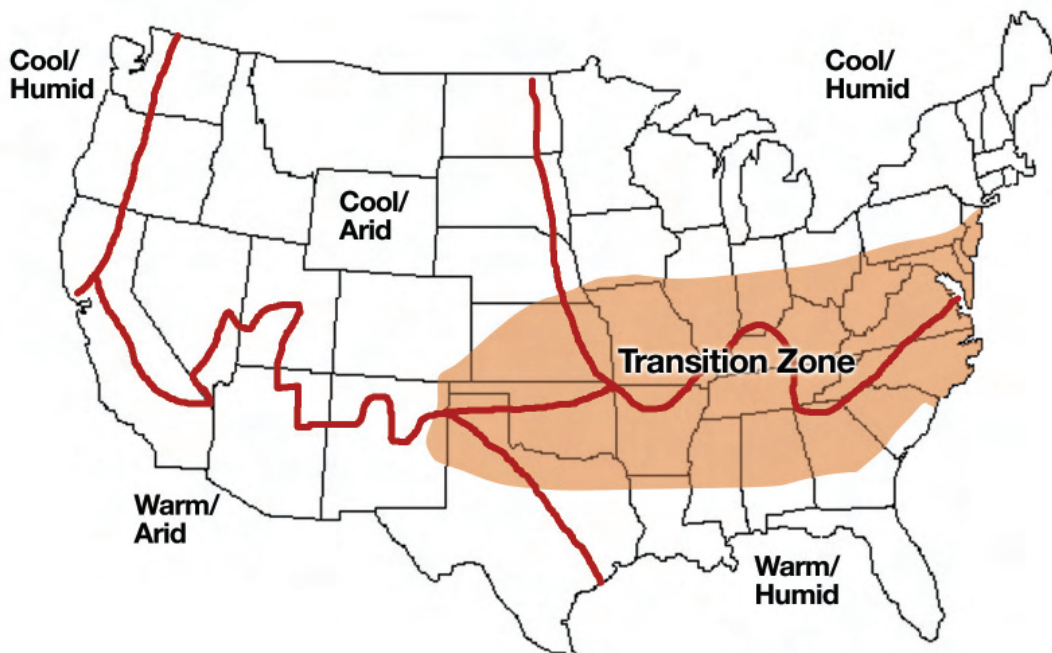 Cool/
Humid
Cool/
Humid
Cool/
Arid
Transition Zone
Warm/
Arid
Warm/
Humid